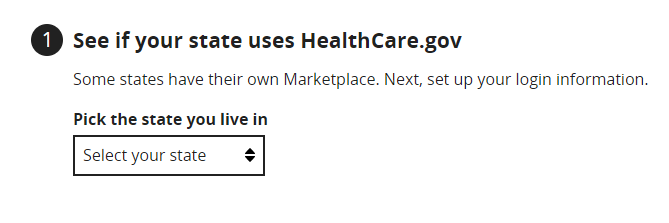 1 See if your state uses HealthCare.gov
Some states have their own Marketplace. Next, set up your login information.
Pick the state you live in
Select your state